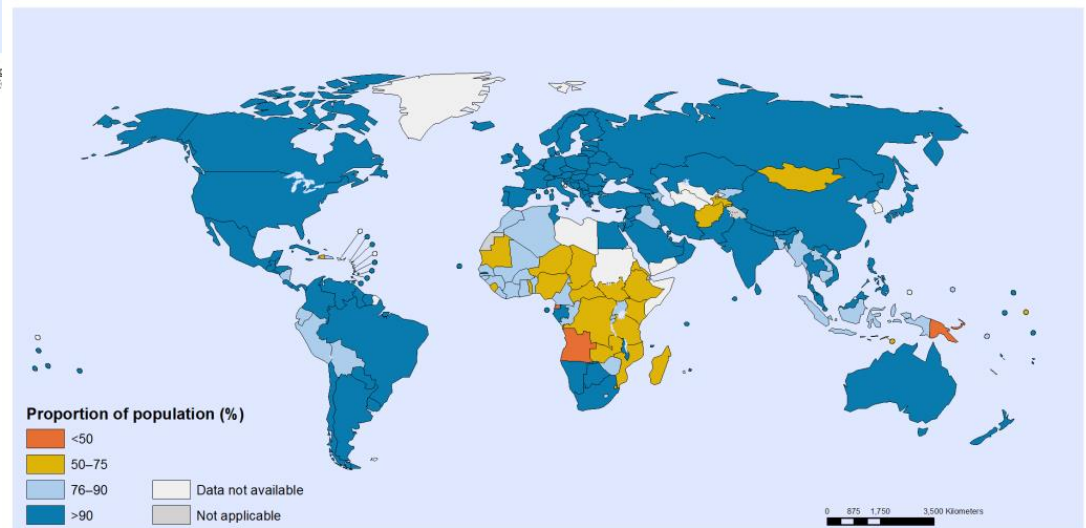 Proportion of population (%)
<50
50–75
76–90
>90
Data not available
Not applicable
0 875 1,750 3,500 Kilometers